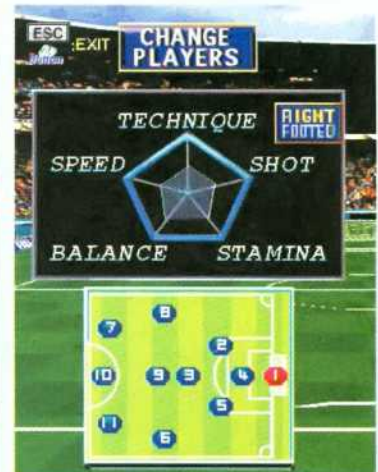 ESC :EXIT
CHANGE
PLAYERS
RIGHT
FOOTED
TECHNIQUE
SPEED
SHOT
BALANCE
STAMINA
8
7
2
10
9
3
4
1
5
11
6